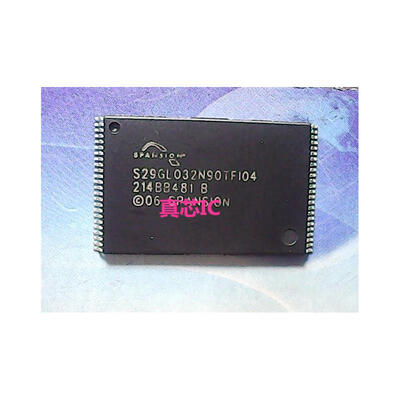 SPANSION
S29GL032N90TFI04
214BB481 B
©06 SPANSION
真芯IC